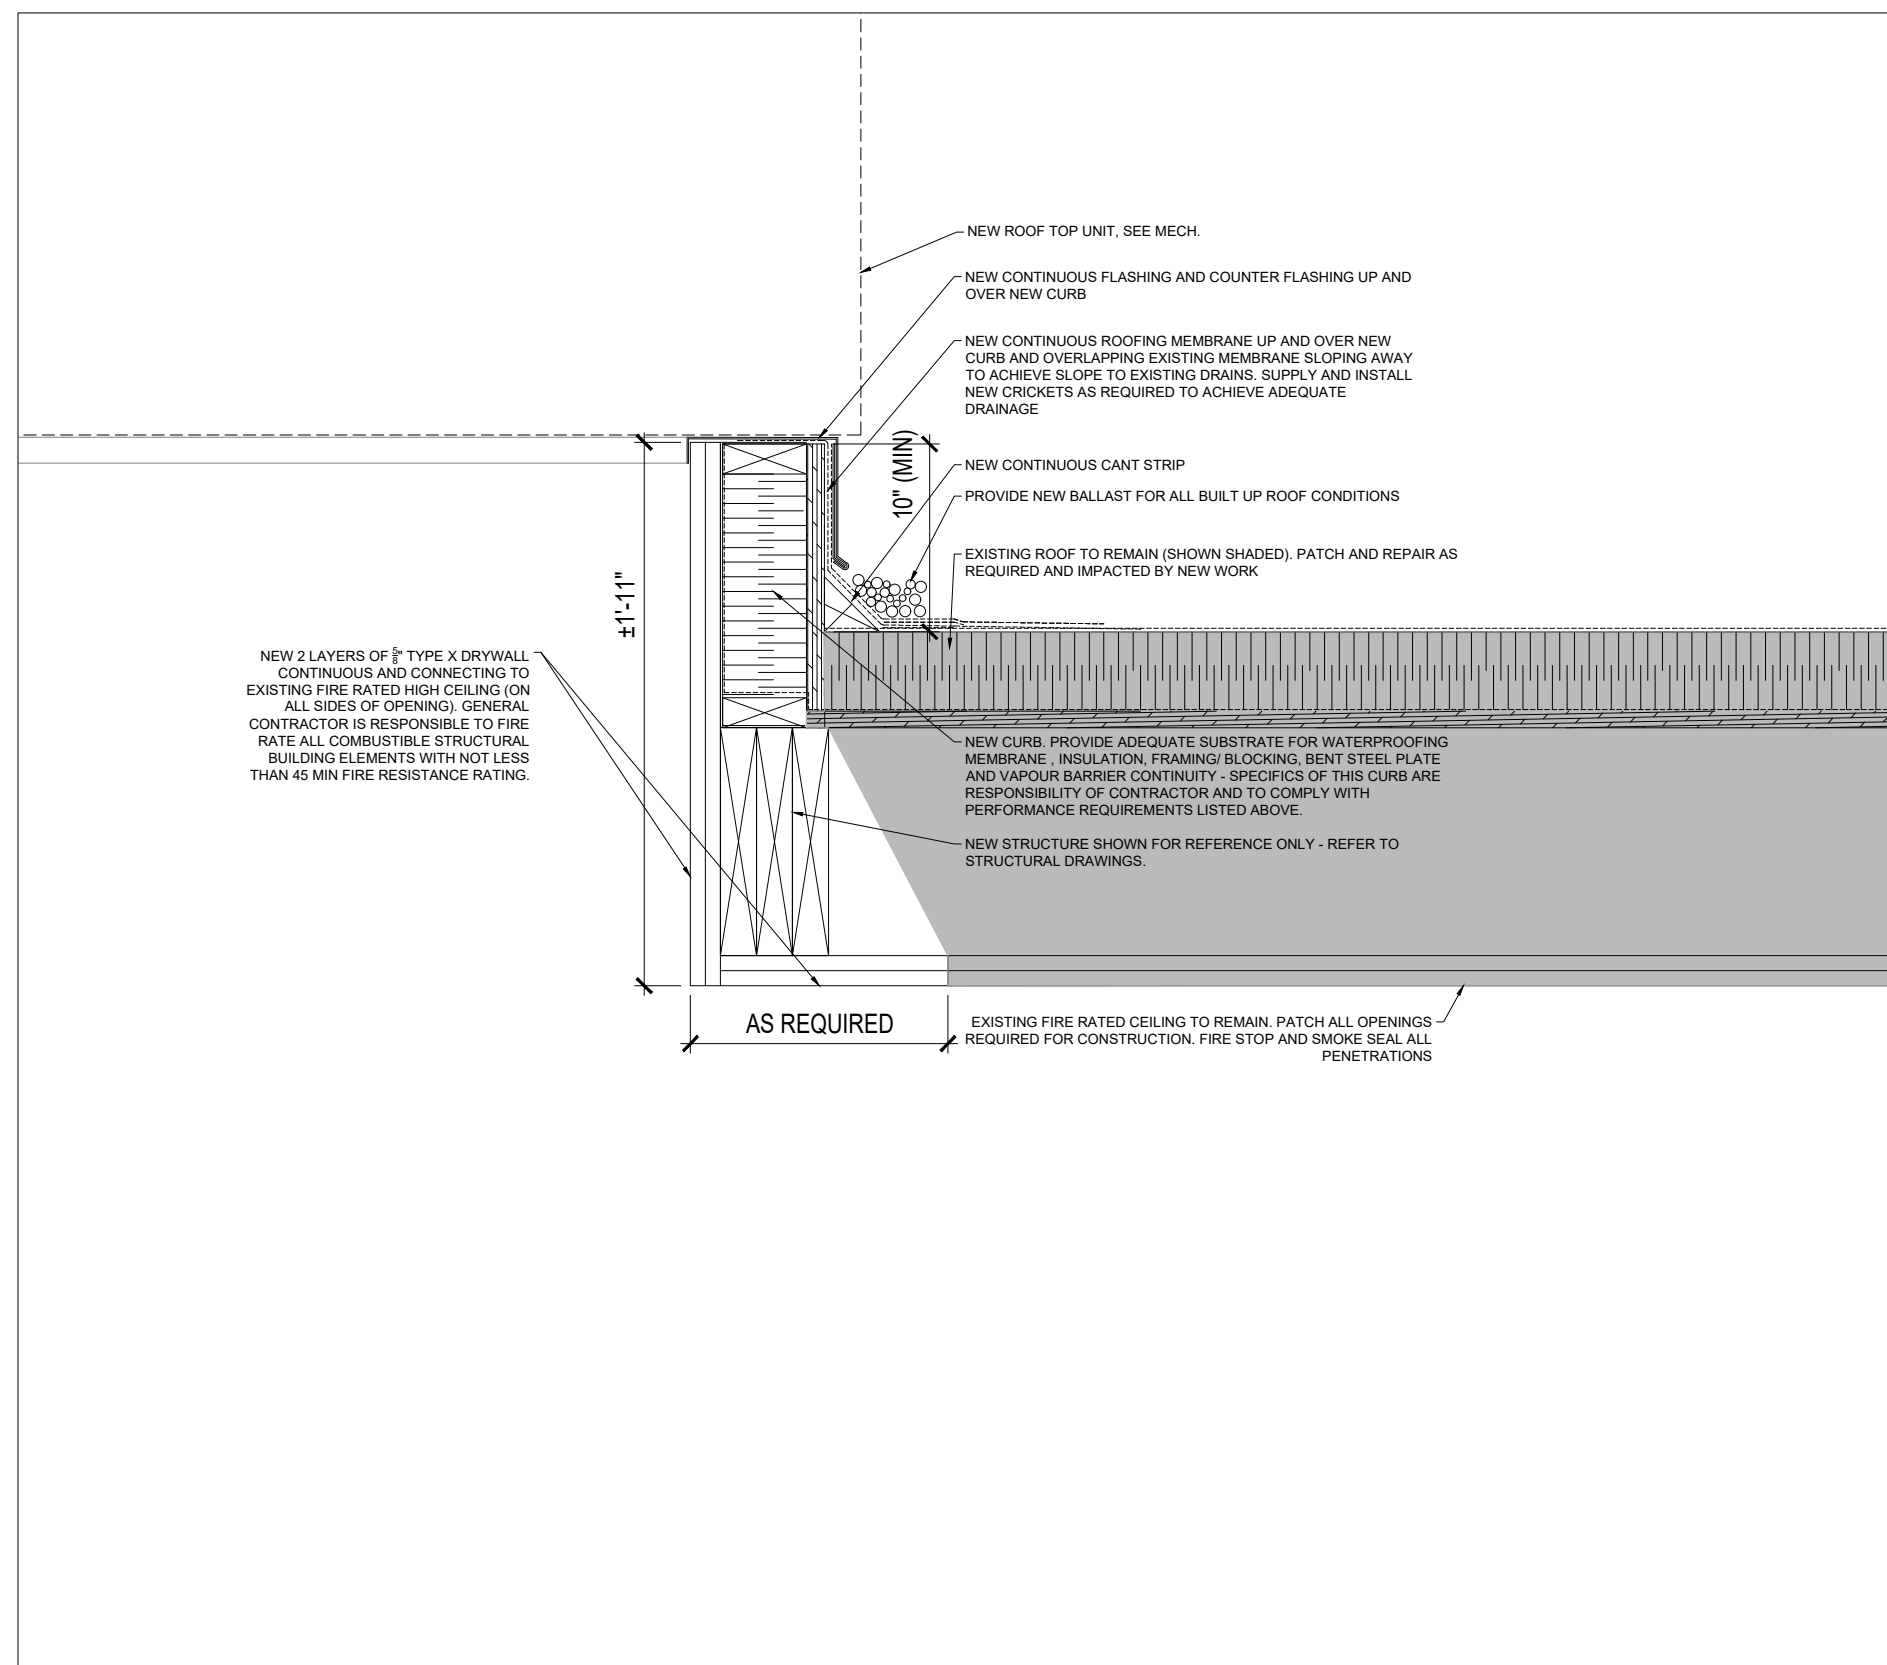 NEW ROOF TOP UNIT, SEE MECH.
NEW CONTINUOUS FLASHING AND COUNTER FLASHING UP AND
OVER NEW CURB
NEW CONTINUOUS ROOFING MEMBRANE UP AND OVER NEW
CURB AND OVERLAPPING EXISTING MEMBRANE SLOPING AWAY
TO ACHIEVE SLOPE TO EXISTING DRAINS. SUPPLY AND INSTALL
NEW CRICKETS AS REQUIRED TO ACHIEVE ADEQUATE
DRAINAGE
10" (MIN)
NEW CONTINUOUS CANT STRIP
PROVIDE NEW BALLAST FOR ALL BUILT UP ROOF CONDITIONS
EXISTING ROOF TO REMAIN (SHOWN SHADED). PATCH AND REPAIR AS
REQUIRED AND IMPACTED BY NEW WORK
±1'-11"
NEW 2 LAYERS OF 5/8" TYPE X DRYWALL
CONTINUOUS AND CONNECTING TO
EXISTING FIRE RATED HIGH CEILING (ON
ALL SIDES OF OPENING). GENERAL
CONTRACTOR IS RESPONSIBLE TO FIRE
RATE ALL COMBUSTIBLE STRUCTURAL
BUILDING ELEMENTS WITH NOT LESS
THAN 45 MIN FIRE RESISTANCE RATING.
NEW CURB. PROVIDE ADEQUATE SUBSTRATE FOR WATERPROOFING
MEMBRANE , INSULATION, FRAMING/ BLOCKING, BENT STEEL PLATE
AND VAPOUR BARRIER CONTINUITY - SPECIFICS OF THIS CURB ARE
RESPONSIBILITY OF CONTRACTOR AND TO COMPLY WITH
PERFORMANCE REQUIREMENTS LISTED ABOVE.
NEW STRUCTURE SHOWN FOR REFERENCE ONLY - REFER TO
STRUCTURAL DRAWINGS.
AS REQUIRED
EXISTING FIRE RATED CEILING TO REMAIN. PATCH ALL OPENINGS
REQUIRED FOR CONSTRUCTION. FIRE STOP AND SMOKE SEAL ALL
PENETRATIONS